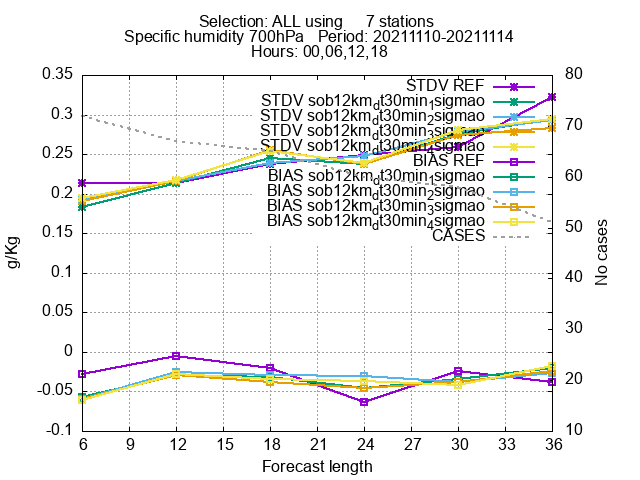 Selection: ALL using      7 stations
Specific humidity 700hPa   Period: 20211110-20211114
Hours: 00,06,12,18
STDV REF
STDV sob12km_dt30min_1sigmao
STDV sob12km_dt30min_2sigmao
STDV sob12km_dt30min_3sigmao
STDV sob12km_dt30min_4sigmao
BIAS REF
BIAS sob12km_dt30min_1sigmao
BIAS sob12km_dt30min_2sigmao
BIAS sob12km_dt30min_3sigmao
BIAS sob12km_dt30min_4sigmao
CASES
g/Kg
0.35
0.3
0.25
0.2
0.15
0.1
0.05
0
-0.05
-0.1
80
70
60
50
40
30
20
10
No cases
6 9 12 15 18 21 24 27 30 33 36
Forecast length